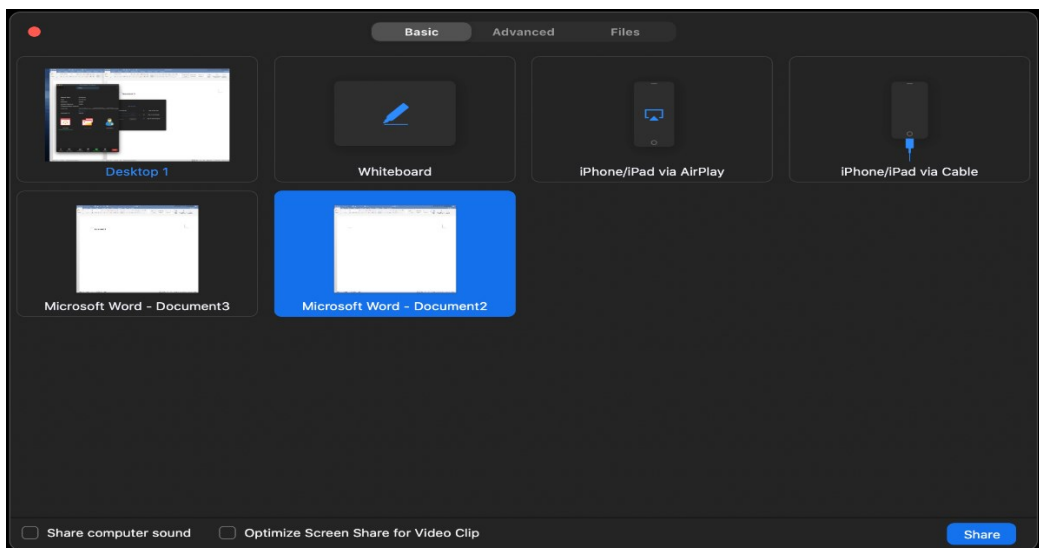 Basic Advanced Files
Desktop 1 Whiteboard iPhone/iPad via AirPlay iPhone/iPad via Cable
Microsoft Word - Document3 Microsoft Word - Document2
Share computer sound Optimize Screen Share for Video Clip Share